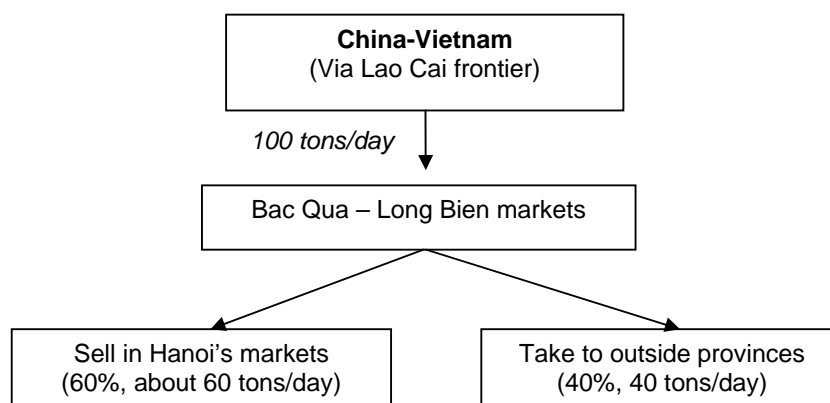 China-Vietnam
(Via Lao Cai frontier)
100 tons/day
Bac Qua – Long Bien markets
Sell in Hanoi’s markets
(60%, about 60 tons/day)
Take to outside provinces
(40%, 40 tons/day)